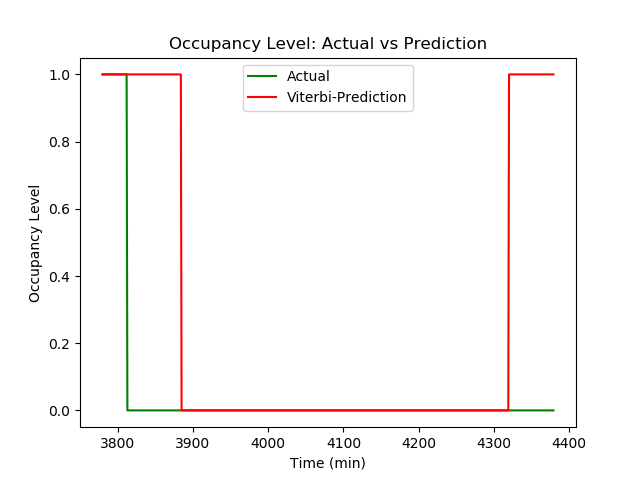 Occupancy Level: Actual vs Prediction
Actual
Viterbi-Prediction
1.0
0.8
0.6
0.4
0.2
0.0
Occupancy Level
3800 3900 4000 4100 4200 4300 4400
Time (min)